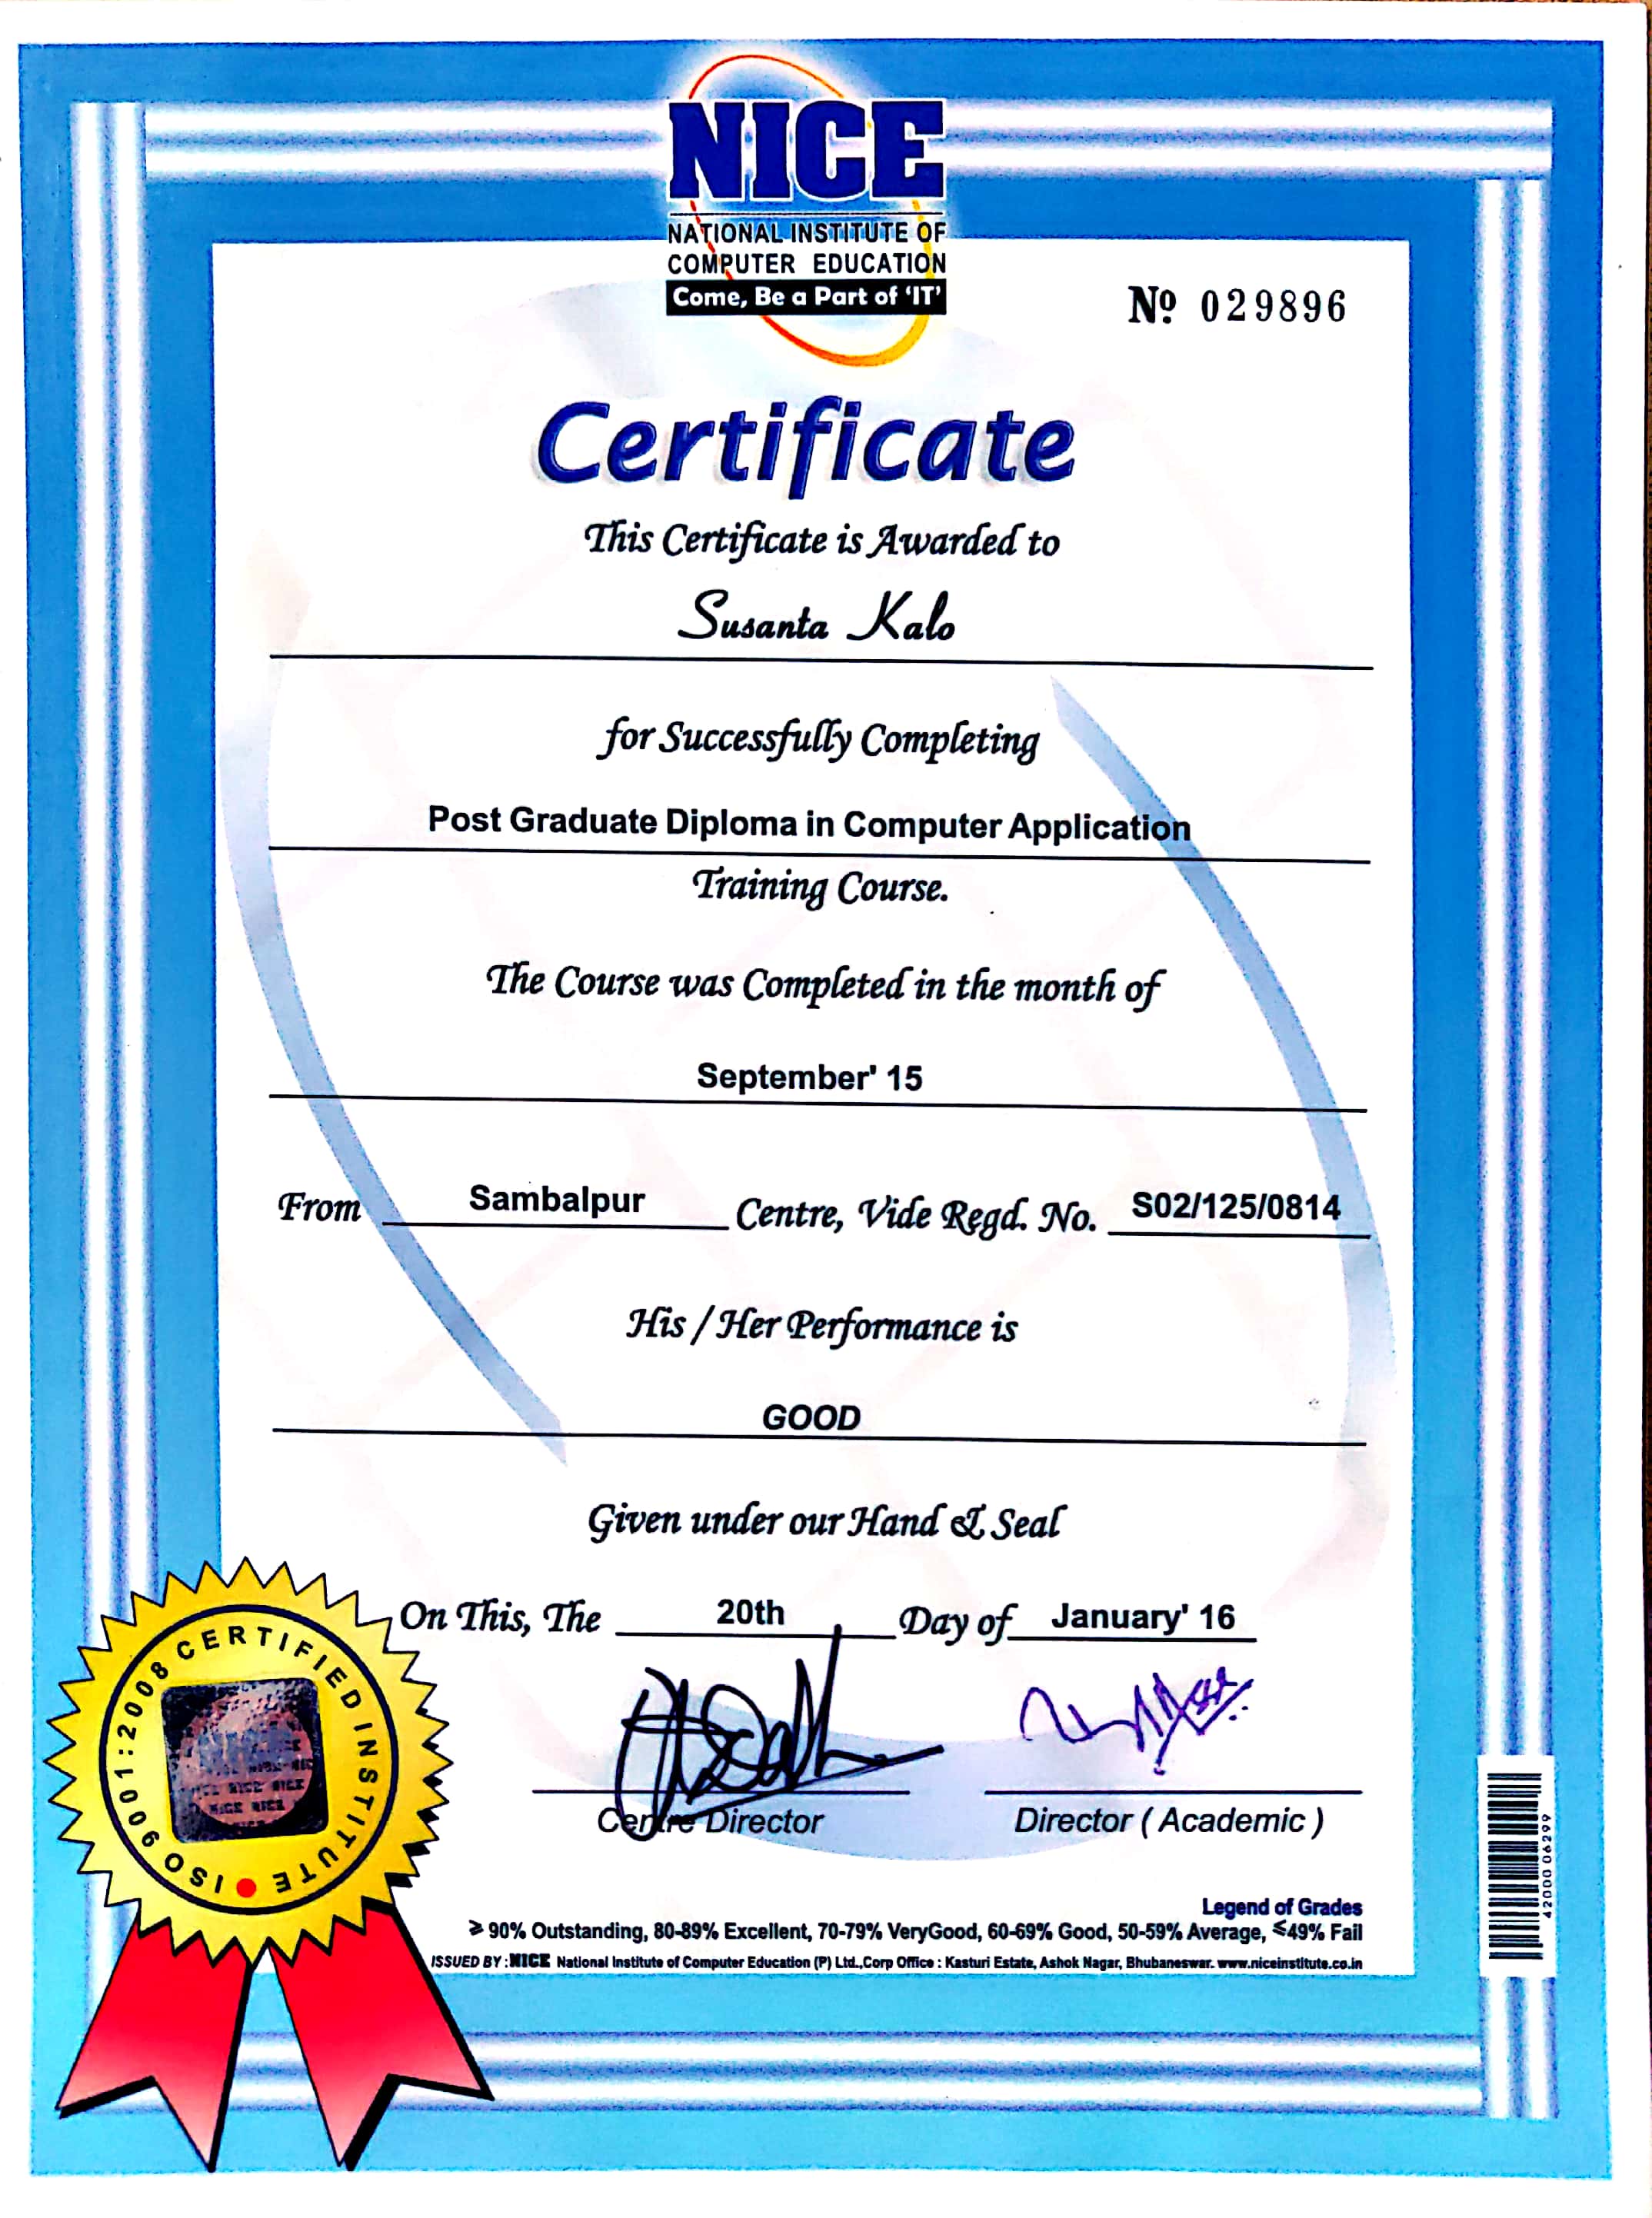 NICE
NATIONAL INSTITUTE OF
COMPUTER EDUCATION
Come, Be a Part of 'IT'
Nº 029896
Certificate
This Certificate is Awarded to
Susanta Kalo
for Successfully Completing
Post Graduate Diploma in Computer Application
Training Course.
The Course was Completed in the month of
September' 15
From Sambalpur Centre, Vide Regd. No. S02/125/0814
His / Her Performance is
GOOD
Given under our Hand & Seal
On This, The 20th Day of January' 16
ISO 9001:2008 CERTIFIED INSTITUTE
NICE NICE NICE
NICE NICE
Centre Director
Director ( Academic )
42000 06299
Legend of Grades
≥ 90% Outstanding, 80-89% Excellent, 70-79% VeryGood, 60-69% Good, 50-59% Average, ≤49% Fail
ISSUED BY : NICE National Institute of Computer Education (P) Ltd.,Corp Office : Kasturi Estate, Ashok Nagar, Bhubaneswar. www.niceinstitute.co.in